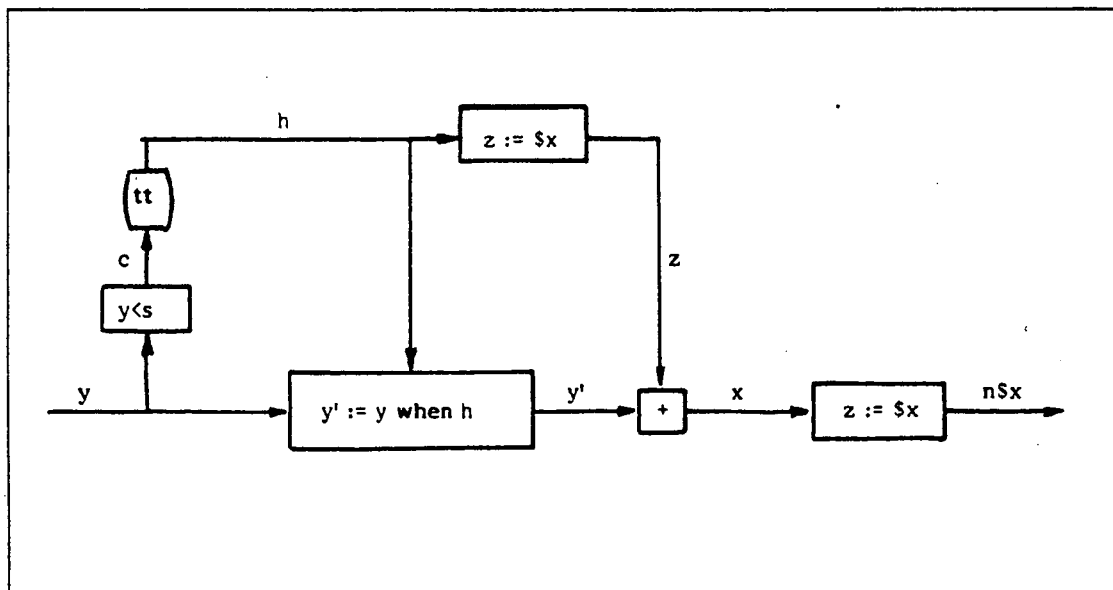 h
z := $x
tt
c
z
y<s
y
y' := y when h
y'
+
x
z := $x
n$x